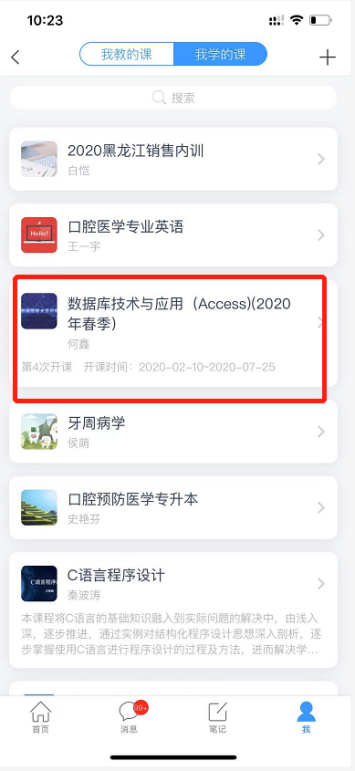 10:23
我教的课
我学的课
搜索
2020黑龙江销售内训
白恺
Hello!
口腔医学专业英语
王一宇
数据库技术与应用（Access)(2020
年春季)
何鑫
第4次开课 开课时间：2020-02-10~2020-07-25
牙周病学
侯萌
口腔预防医学专升本
史艳芬
C语言程序设计
秦波涛
本课程将C语言的基础知识融入到实际问题的解决中，由浅入
深，逐步推进，通过实例对结构化程序设计思想深入剖析，逐
步掌握使用C语言进行程序设计的过程及方法，进而解决学...
99+
首页
消息
笔记
我